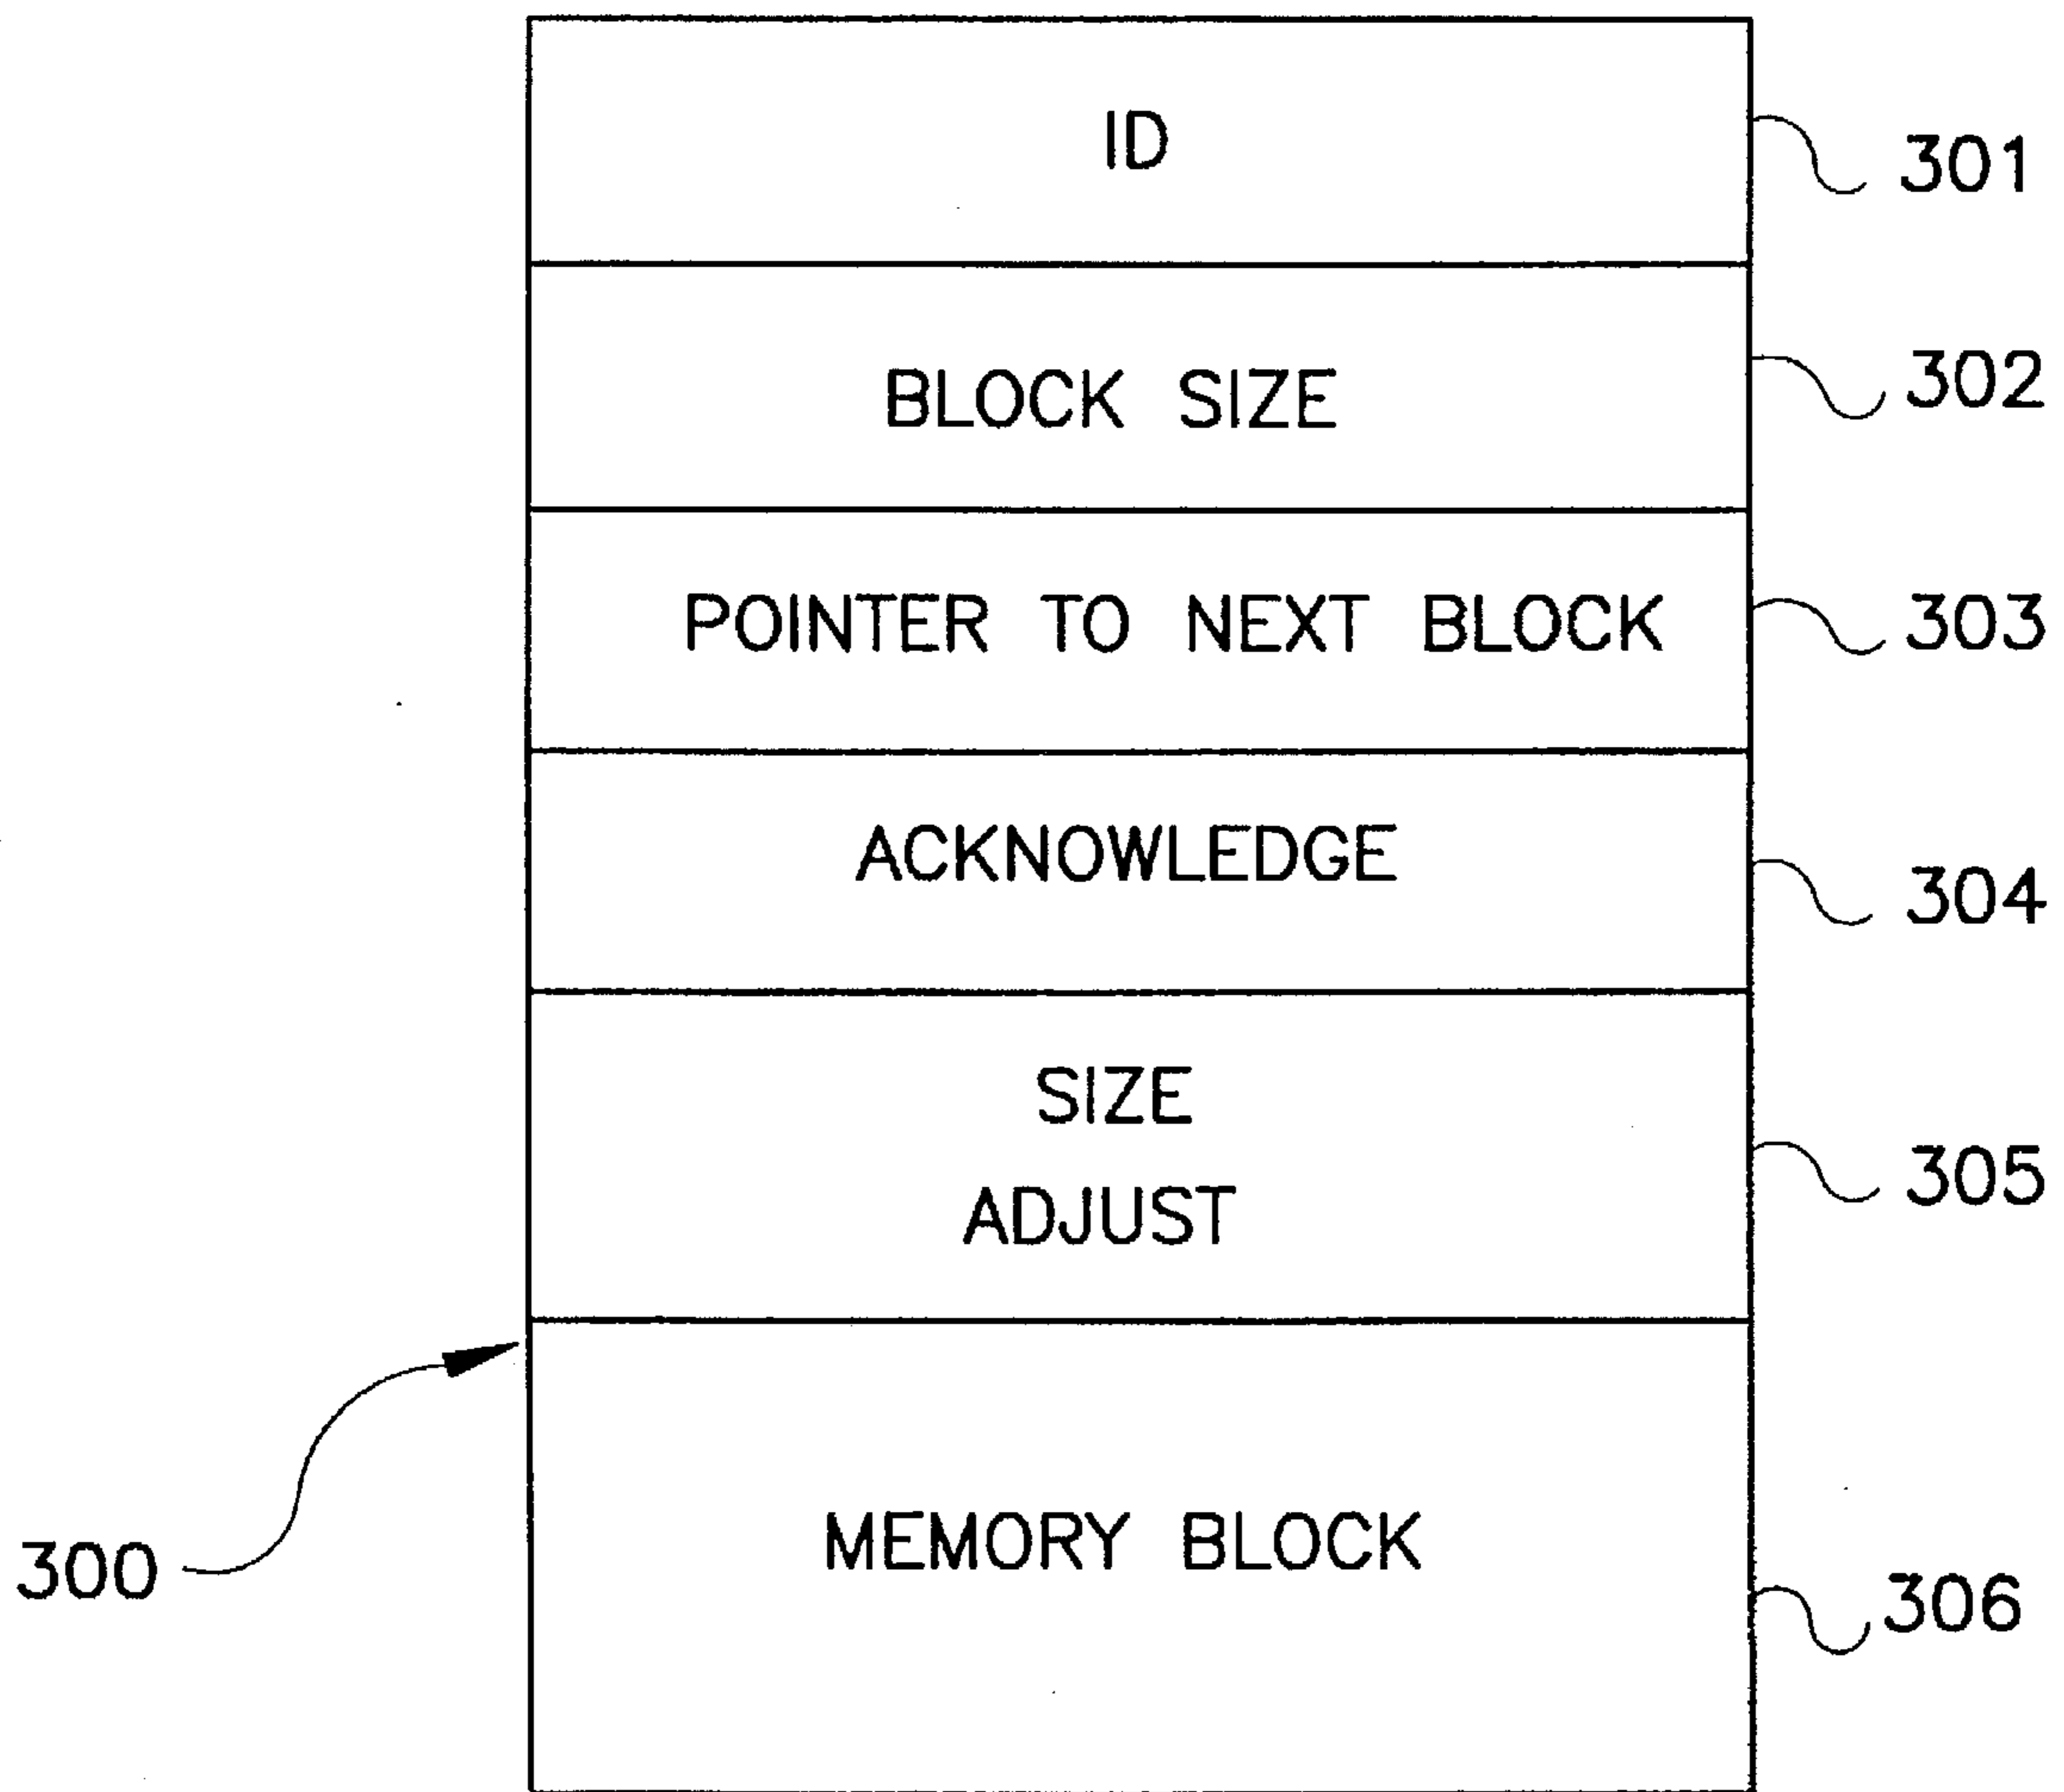 ID
301
BLOCK SIZE
302
POINTER TO NEXT BLOCK
303
ACKNOWLEDGE
304
SIZE
ADJUST
305
MEMORY BLOCK
300
306